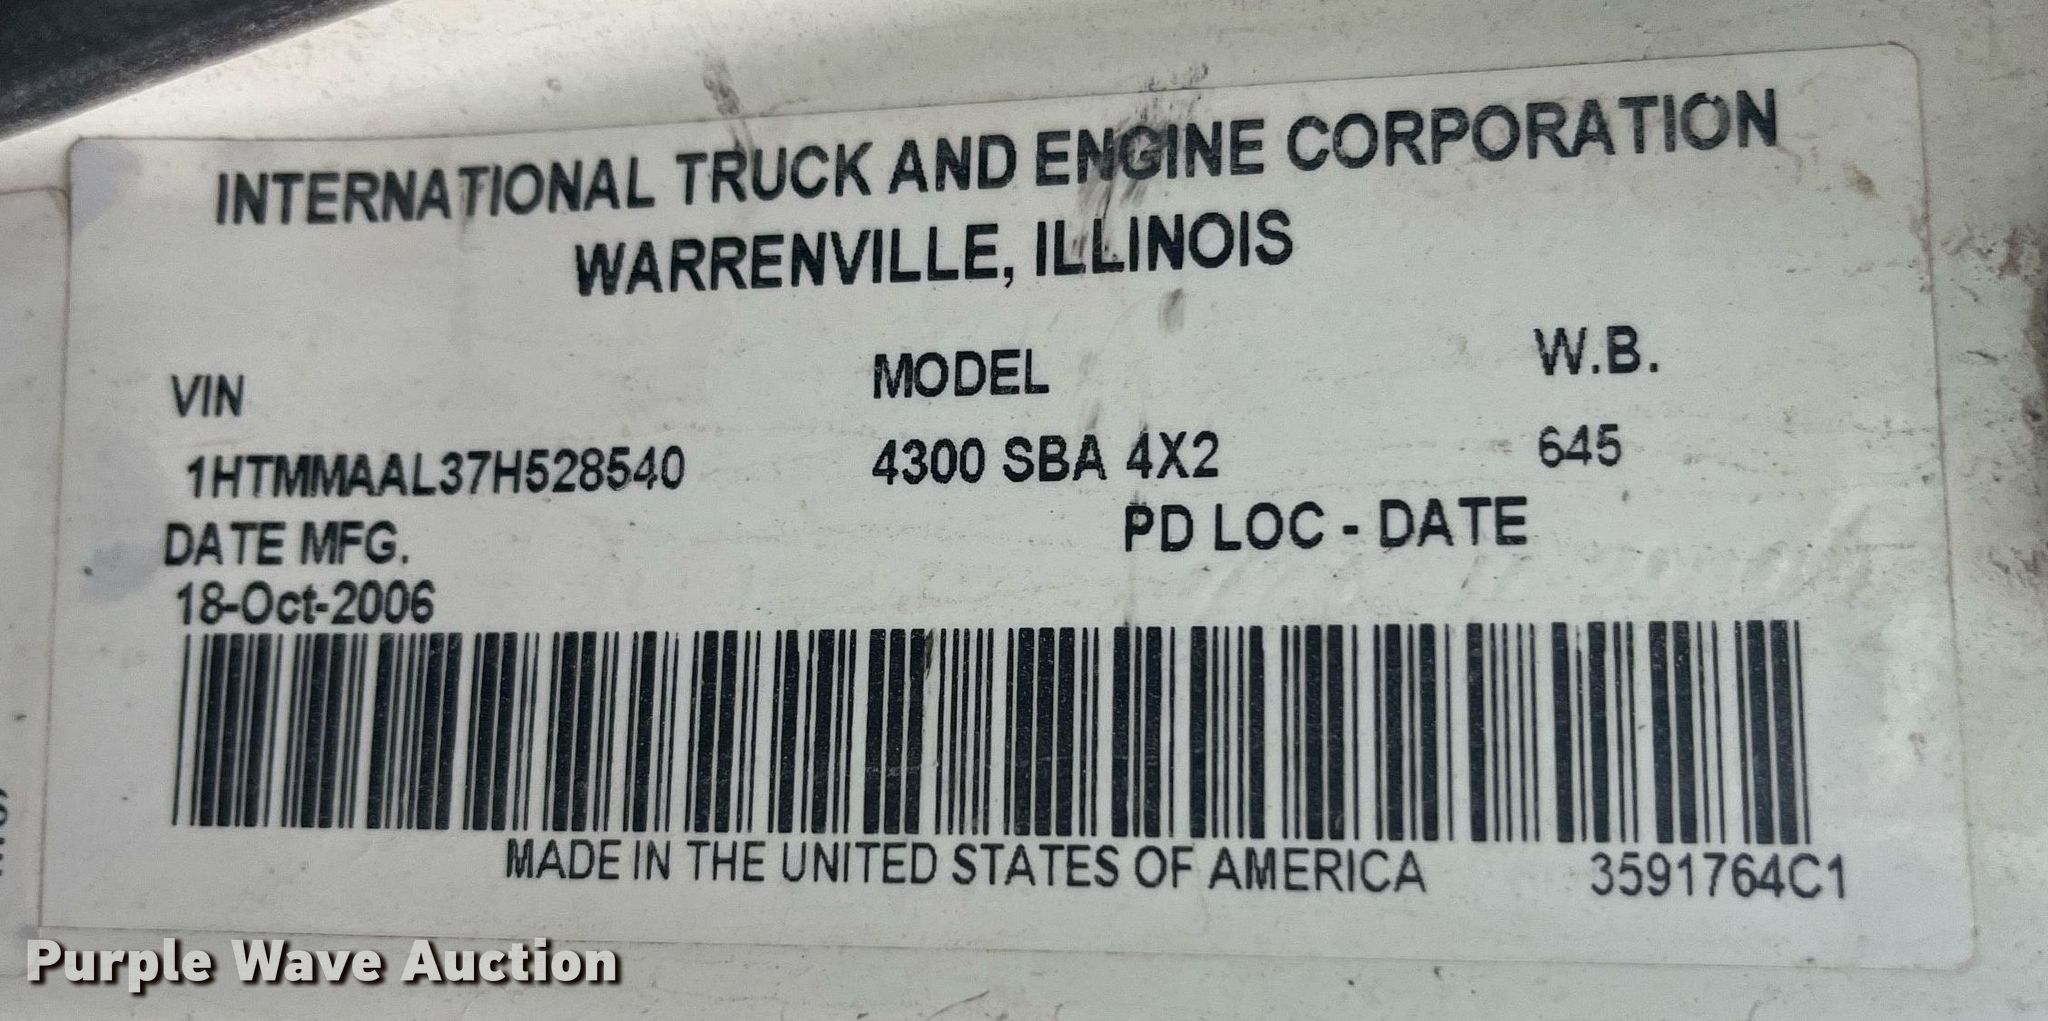 INTERNATIONAL TRUCK AND ENGINE CORPORATION
WARRENVILLE, ILLINOIS
VIN MODEL W.B.
1HTMMAAL37H528540 4300 SBA 4X2 645
DATE MFG. PD LOC - DATE
18-Oct-2006
MADE IN THE UNITED STATES OF AMERICA 3591764C1
Purple Wave Auction